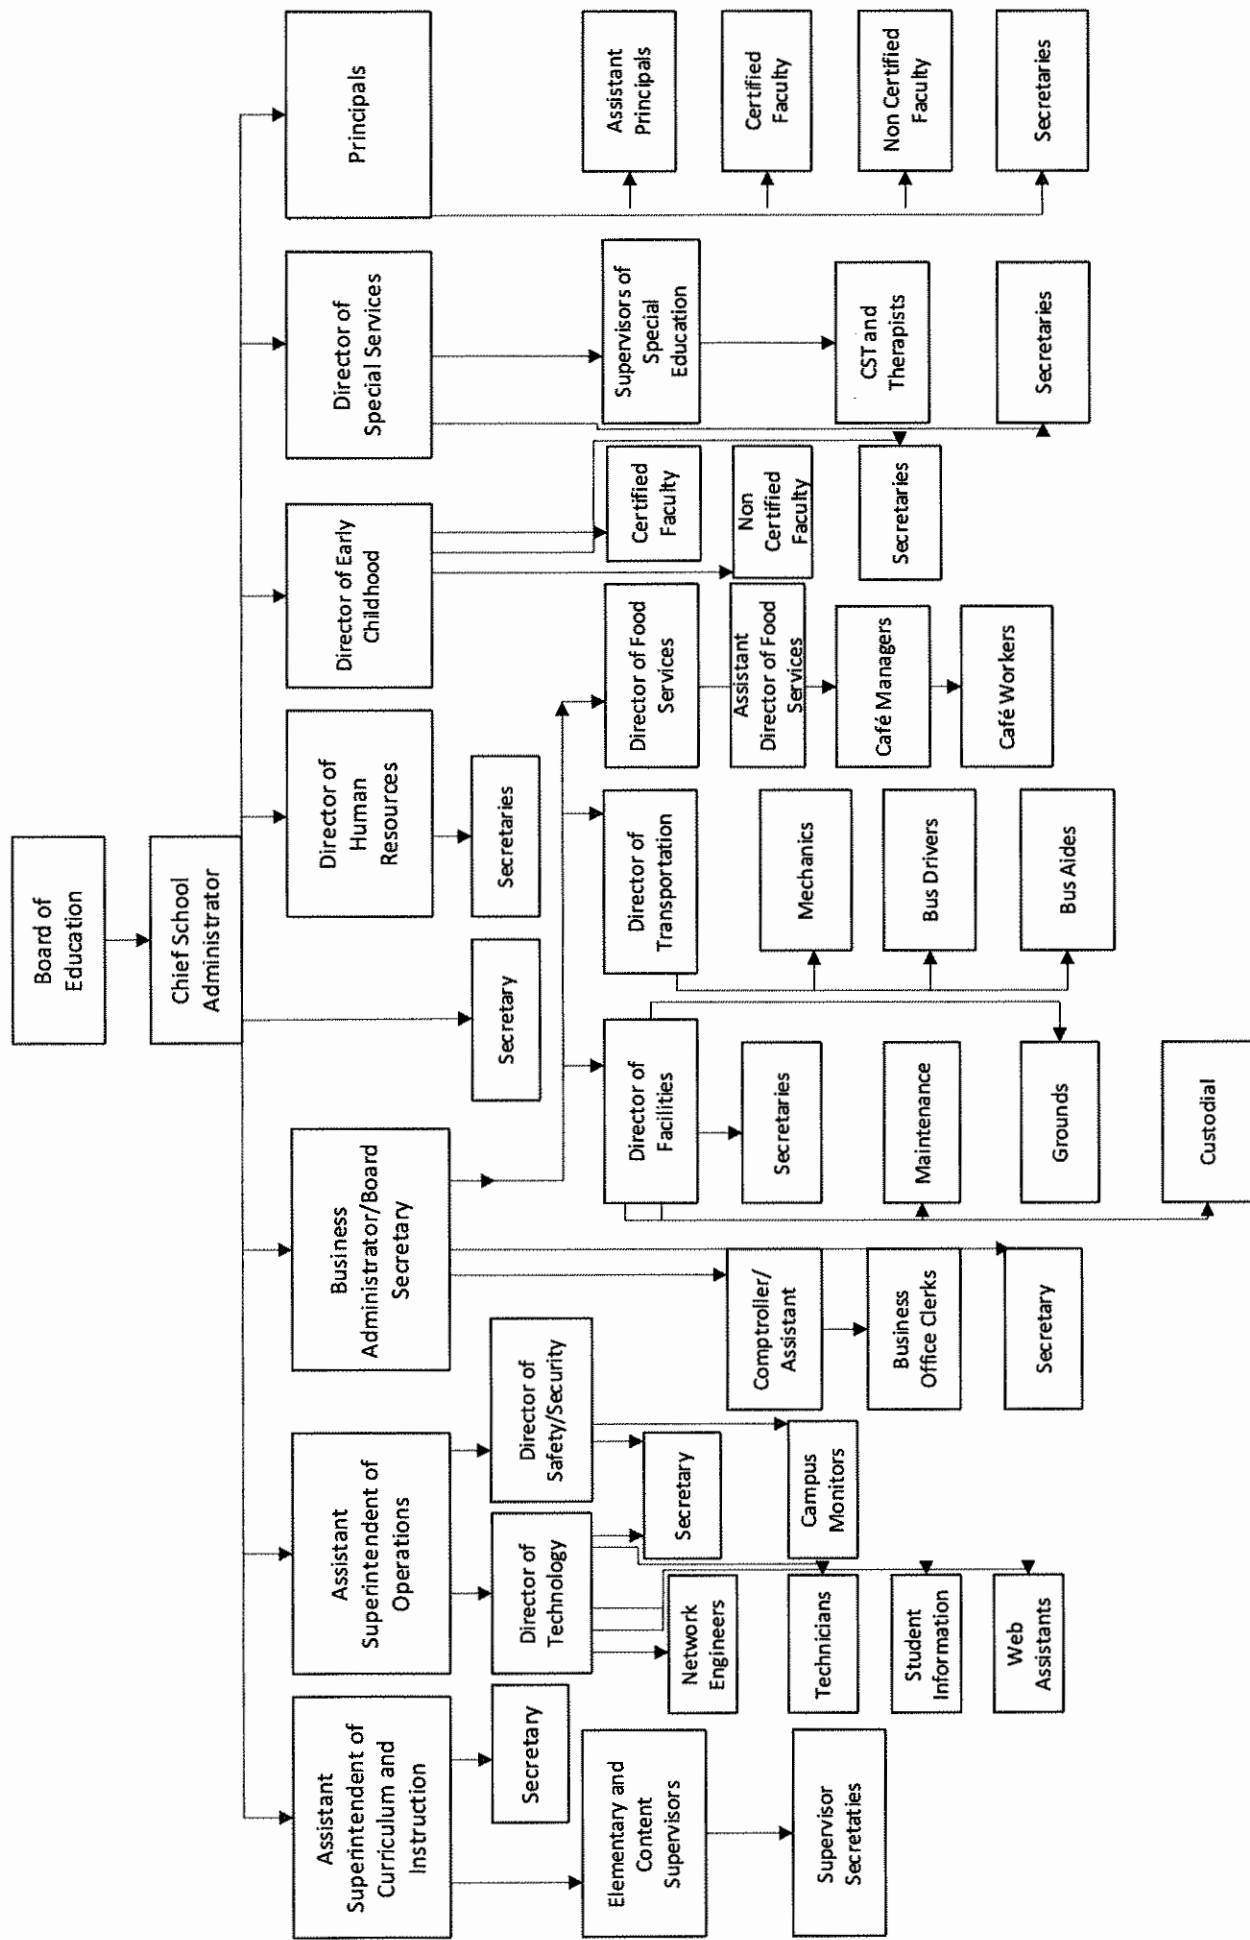 Board of
Education
Chief School
Administrator
Assistant
Superintendent of
Curriculum and
Instruction
Assistant
Superintendent of
Operations
Business
Administrator/Board
Secretary
Director of
Human
Resources
Director of Early
Childhood
Director of
Special Services
Principals
Secretary
Director of
Technology
Director of
Safety/Security
Secretary
Secretaries
Elementary and
Content
Supervisors
Network
Engineers
Secretary
Director of
Facilities
Director of
Transportation
Director of Food
Services
Certified
Faculty
Supervisors of
Special
Education
Assistant
Principals
Supervisor
Secretaties
Technicians
Campus
Monitors
Comptroller/
Assistant
Secretaries
Mechanics
Assistant
Director of Food
Services
Non
Certified
Faculty
Certified
Faculty
Student
Information
Business
Office Clerks
Maintenance
Bus Drivers
Café Managers
Secretaries
CST and
Therapists
Non Certified
Faculty
Web
Assistants
Secretary
Grounds
Bus Aides
Café Workers
Secretaries
Secretaries
Custodial